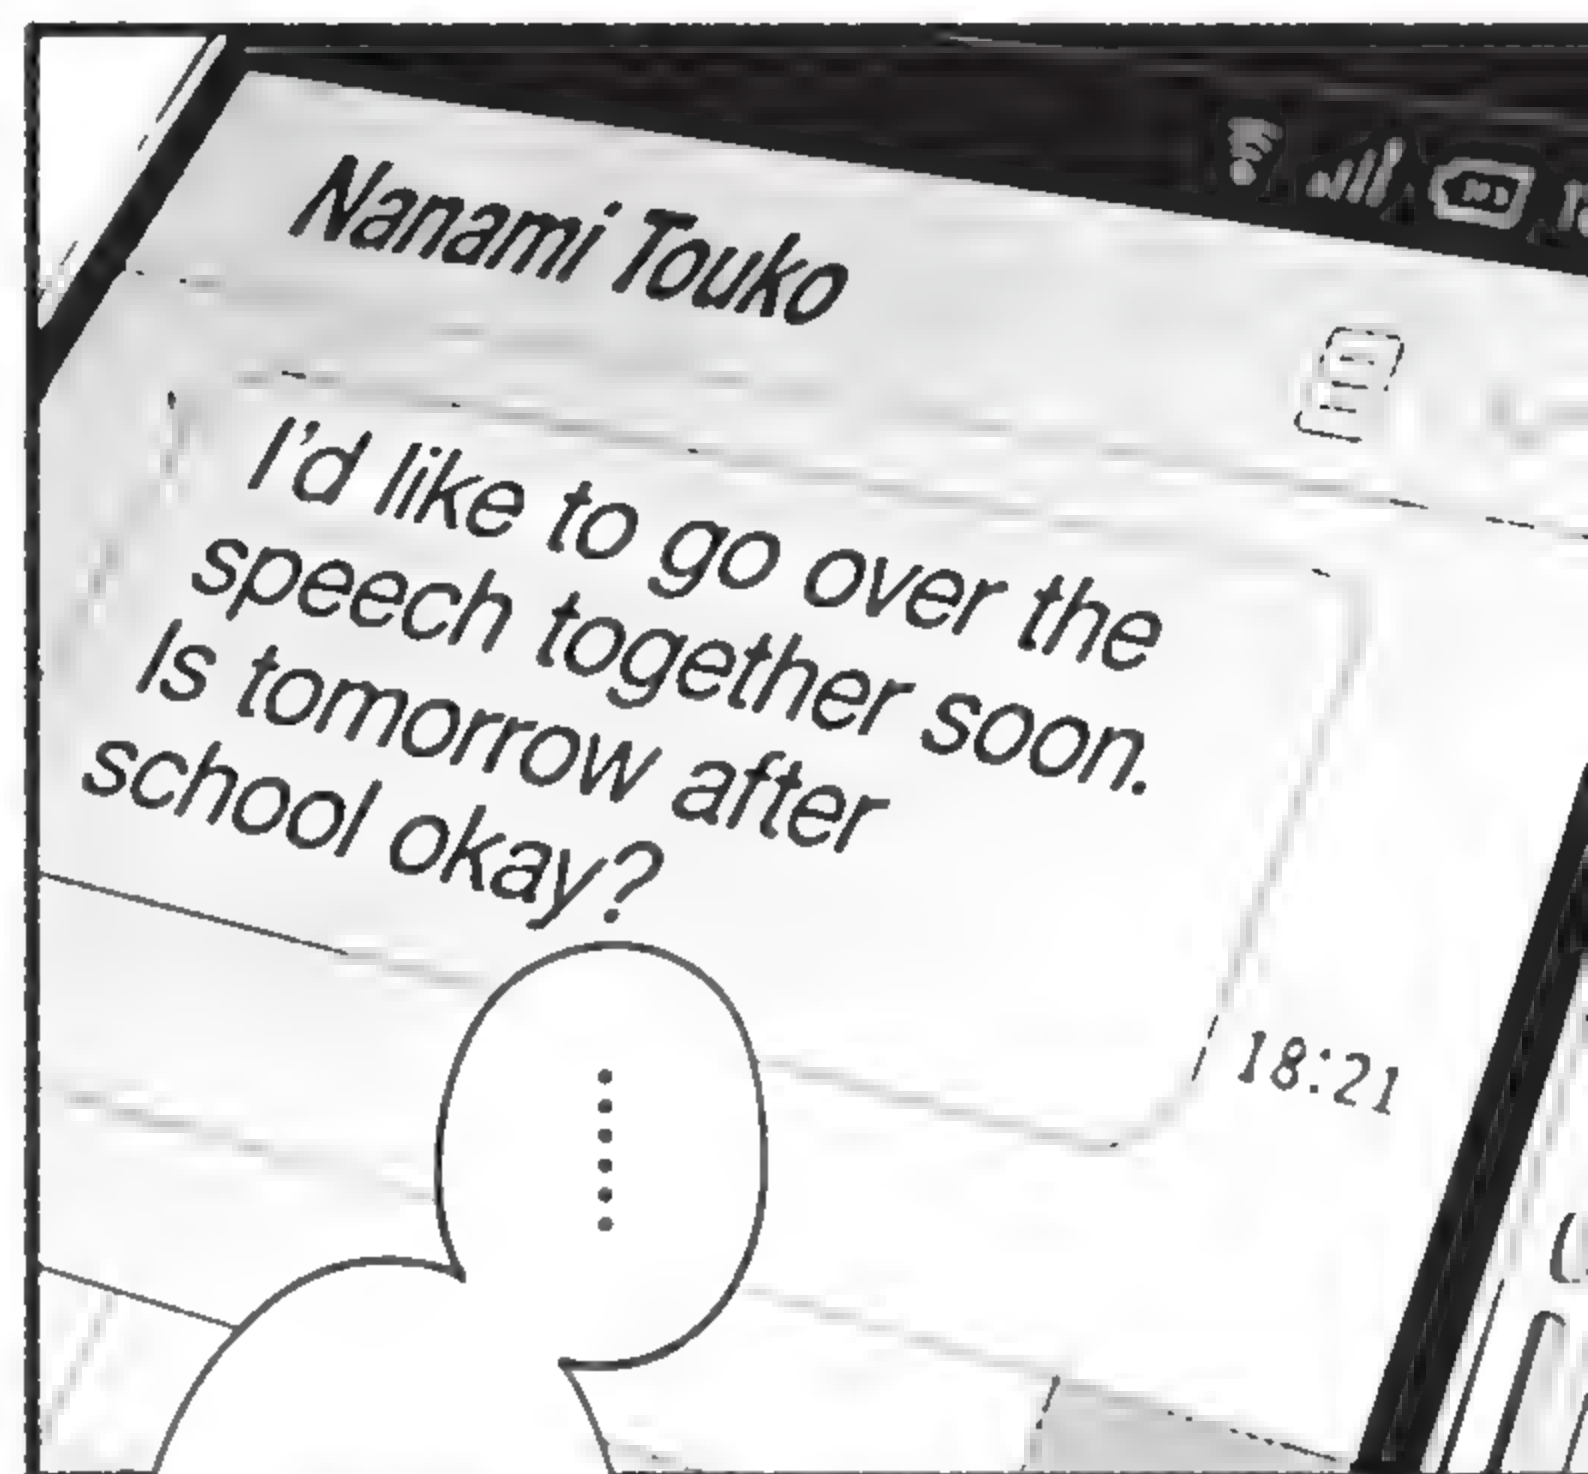 Nanami Touko
I'd like to go over the
speech together soon.
Is tomorrow after
school okay?
18:21
......